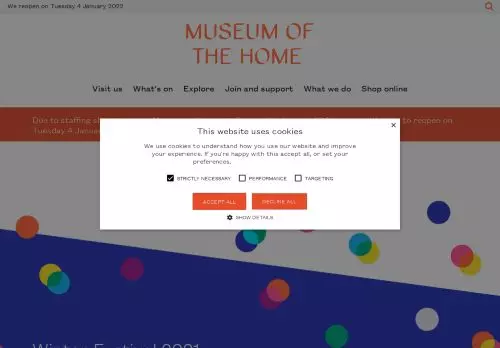 We reopen on Tuesday 4 January 2022
MUSEUM OF
THE HOME
Visit us What's on Explore Join and support What we do Shop online
Due to staffing to reopen on
Tuesday 4 January
This website uses cookies
We use cookies to understand how you use our website and improve
your experience. If you're happy with this accept all, or set your
preferences.
STRICTLY NECESSARY PERFORMANCE TARGETING
ACCEPT ALL DECLINE ALL
SHOW DETAILS
Winter Festival 2021